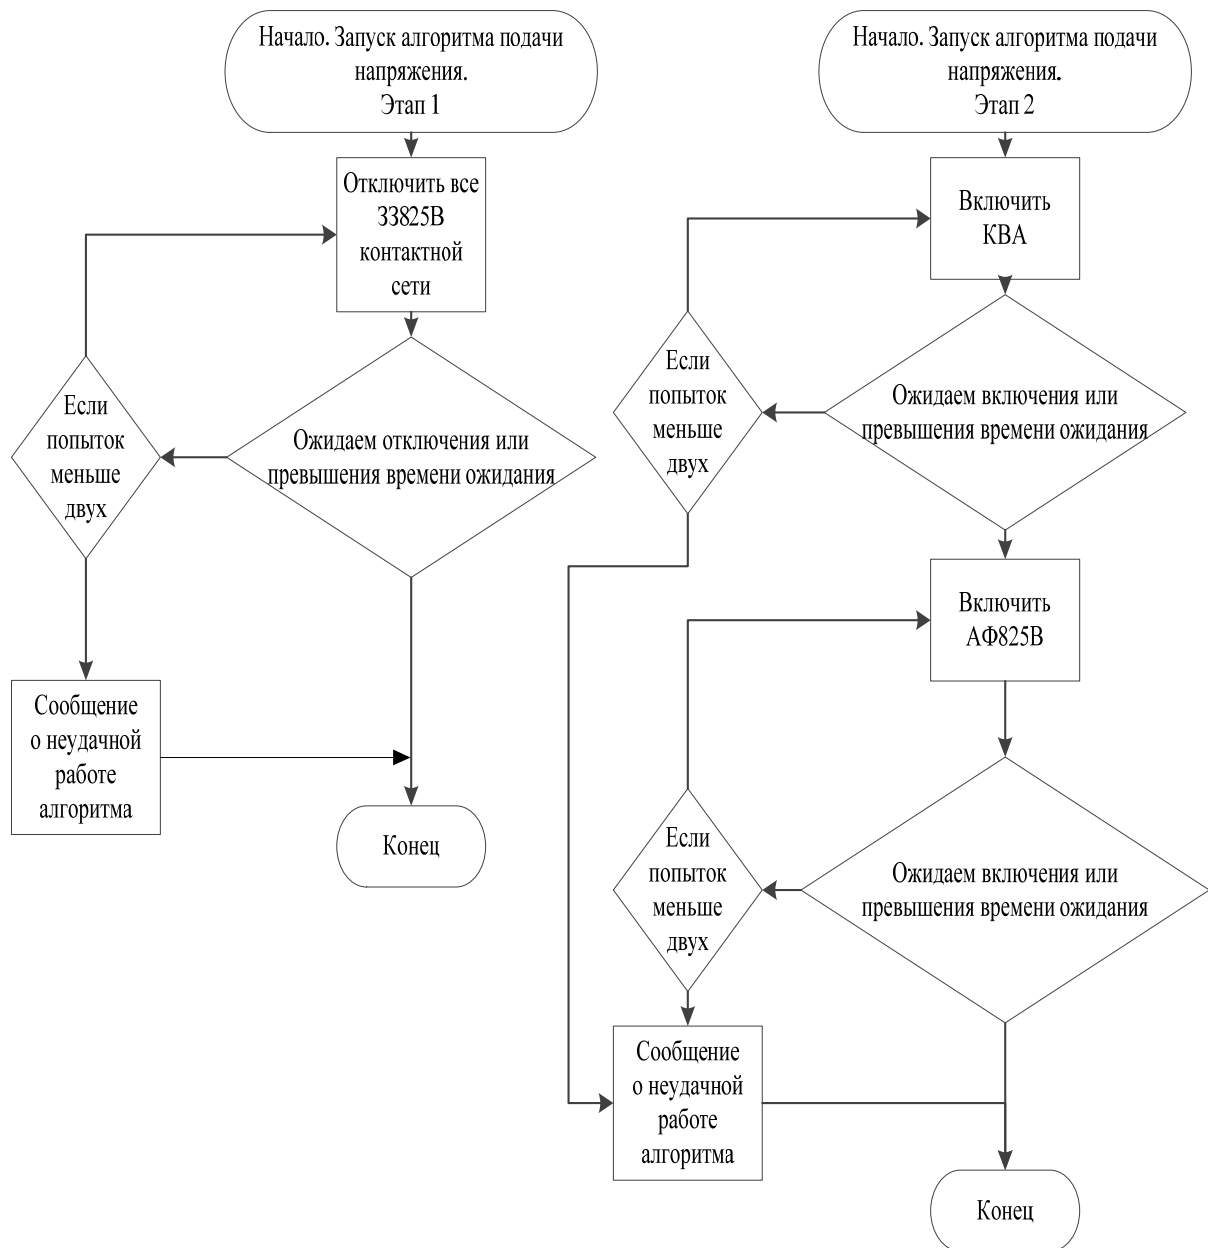 Начало. Запуск алгоритма подачи
напряжения.
Этап 1
Отключить все
ЗЗ825В
контактной
сети
Если
попыток
меньше
двух
Ожидаем отключения или
превышения времени ожидания
Сообщение
о неудачной
работе
алгоритма
Конец
Начало. Запуск алгоритма подачи
напряжения.
Этап 2
Включить
КВА
Если
попыток
меньше
двух
Ожидаем включения или
превышения времени ожидания
Включить
АФ825В
Если
попыток
меньше
двух
Ожидаем включения или
превышения времени ожидания
Сообщение
о неудачной
работе
алгоритма
Конец